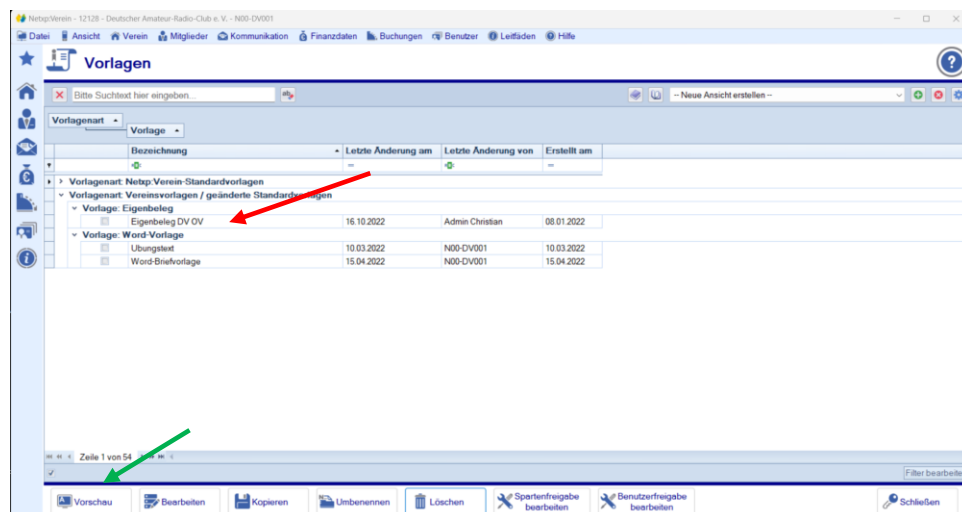 Netxp:Verein - 12128 - Deutscher Amateur-Radio-Club e. V. - N00-DV001
Datei Ansicht Verein Mitglieder Kommunikation Finanzdaten Buchungen Benutzer Leitfäden Hilfe
Vorlagen
Bitte Suchtext hier eingeben... -- Neue Ansicht erstellen --
Vorlagenart
Vorlage
Bezeichnung Letzte Änderung am Letzte Änderung von Erstellt am
Vorlagenart: Netxp:Verein-Standardvorlagen
Vorlagenart: Vereinsvorlagen / geänderte Standardvorlagen
Vorlage: Eigenbeleg
Eigenbeleg DV OV 16.10.2022 Admin Christian 08.01.2022
Vorlage: Word-Vorlage
Übungstext 10.03.2022 N00-DV001 10.03.2022
Word-Briefvorlage 15.04.2022 N00-DV001 15.04.2022
Zeile 1 von 54
Filter bearbeite
Vorschau Bearbeiten Kopieren Umbenennen Löschen Spartenfreigabe bearbeiten Benutzerfreigabe bearbeiten Schließen